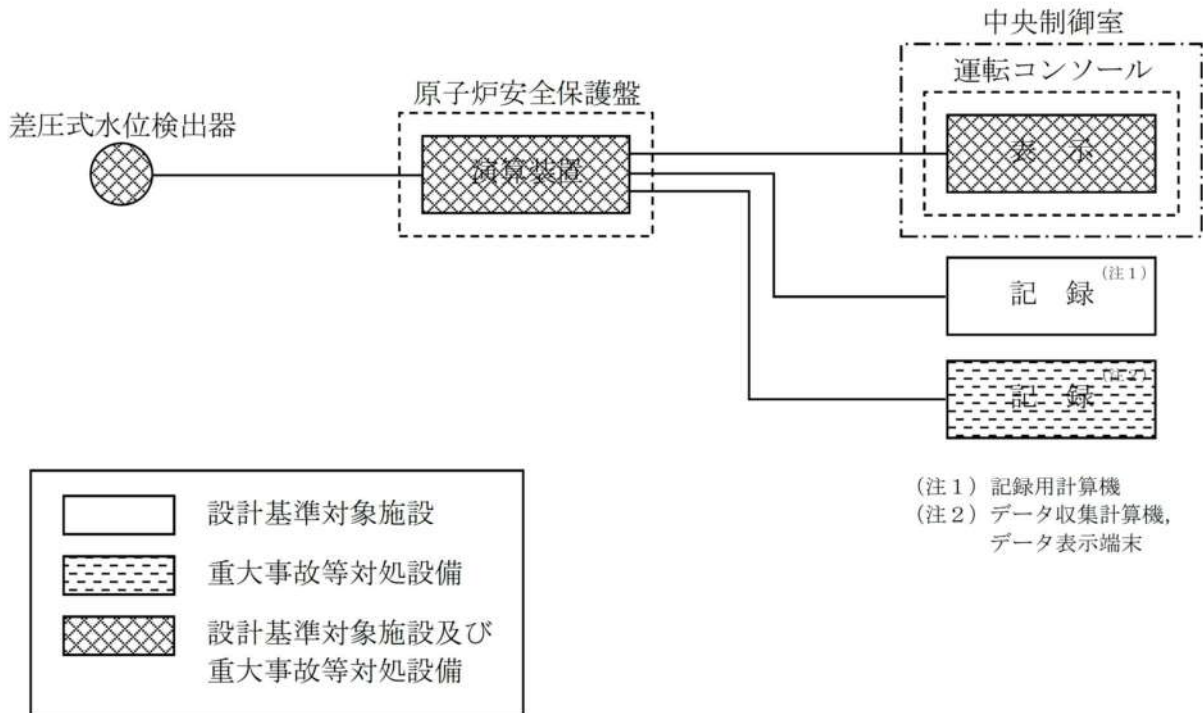 中央制御室
運転コンソール
原子炉安全保護盤
差圧式水位検出器
演算装置
表 示
記 録 (注1)
記 録 (注2)
(注1) 記録用計算機
(注2) データ収集計算機,
データ表示端末
設計基準対象施設
重大事故等対処設備
設計基準対象施設及び
重大事故等対処設備